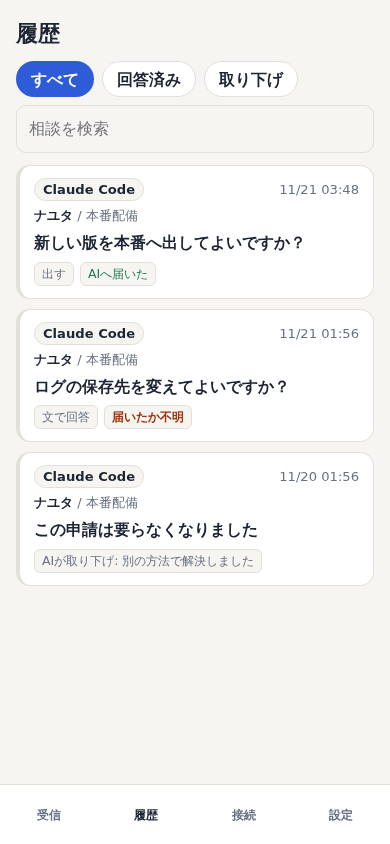 履歴
すべて 回答済み 取り下げ
相談を検索
Claude Code 11/21 03:48
ナユタ / 本番配備
新しい版を本番へ出してよいですか？
出す AIへ届いた
Claude Code 11/21 01:56
ナユタ / 本番配備
ログの保存先を変えてよいですか？
文で回答 届いたか不明
Claude Code 11/20 01:56
ナユタ / 本番配備
この申請は要らなくなりました
AIが取り下げ: 別の方法で解決しました
受信 履歴 接続 設定